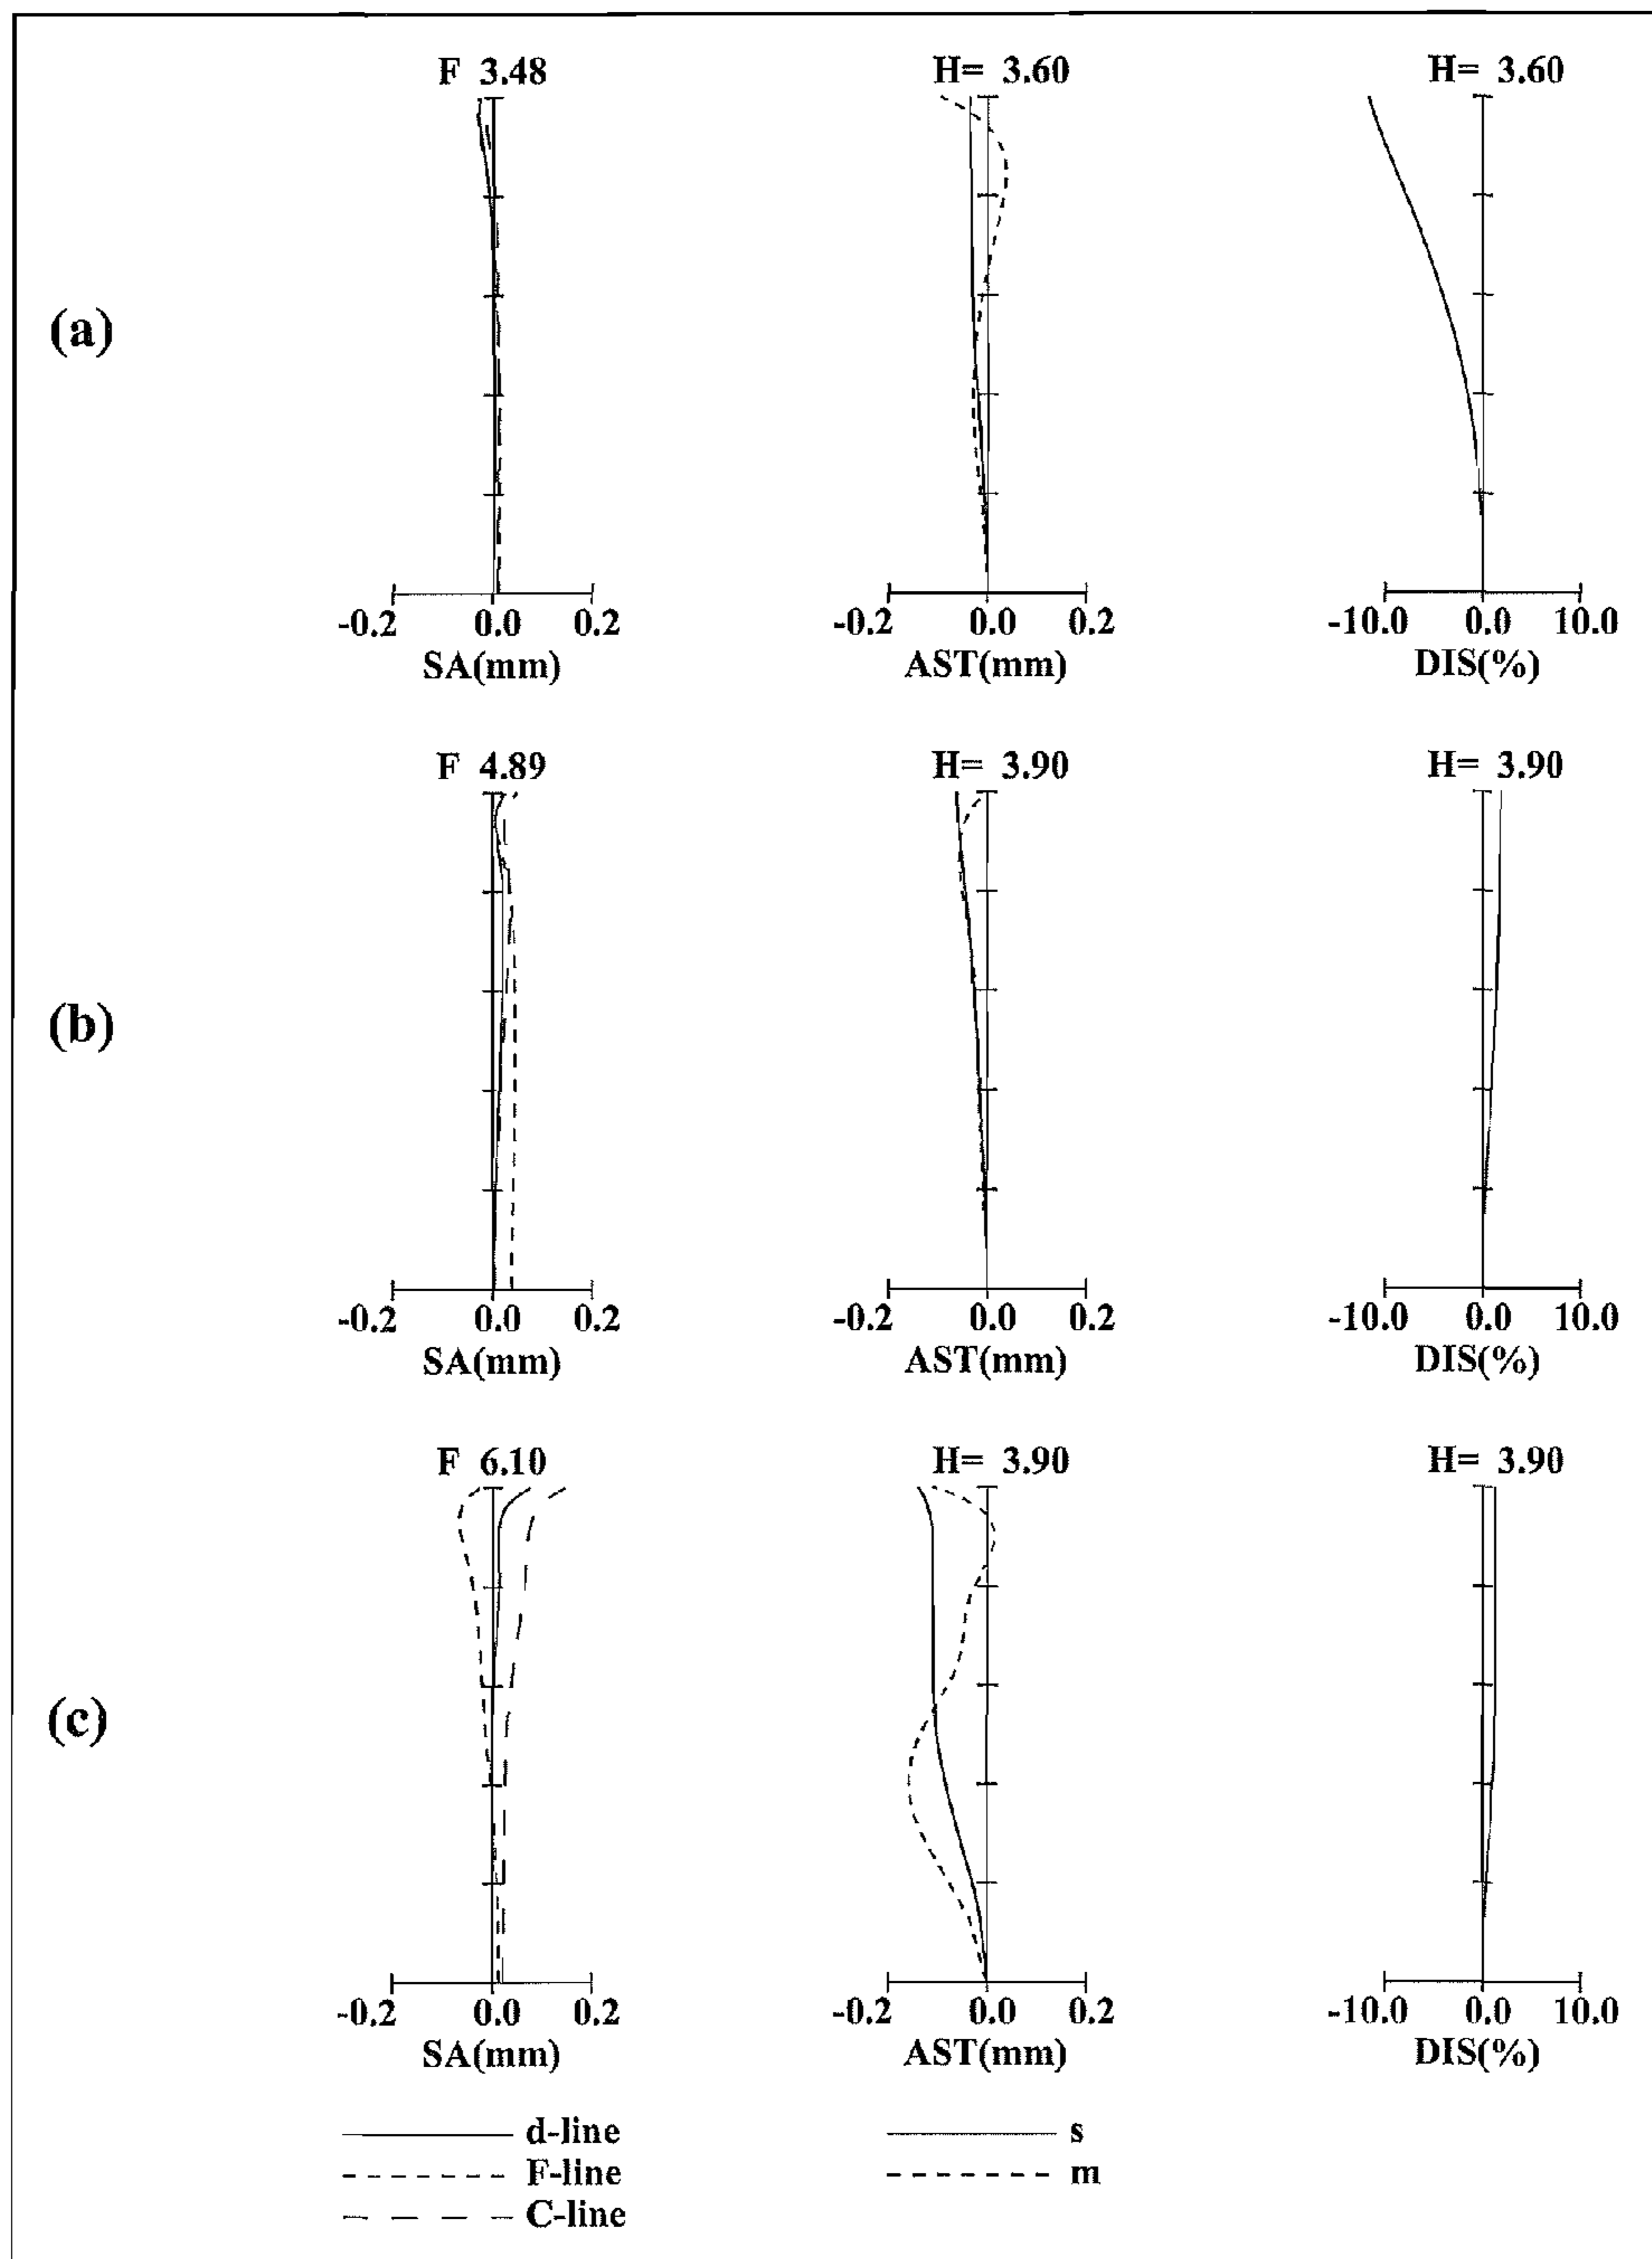 F 3.48 H= 3.60 H= 3.60
(a)
-0.2 0.0 0.2 -0.2 0.0 0.2 -10.0 0.0 10.0
SA(mm) AST(mm) DIS(%)
F 4.89 H= 3.90 H= 3.90
(b)
-0.2 0.0 0.2 -0.2 0.0 0.2 -10.0 0.0 10.0
SA(mm) AST(mm) DIS(%)
F 6.10 H= 3.90 H= 3.90
(c)
-0.2 0.0 0.2 -0.2 0.0 0.2 -10.0 0.0 10.0
SA(mm) AST(mm) DIS(%)
d-line s
F-line m
C-line